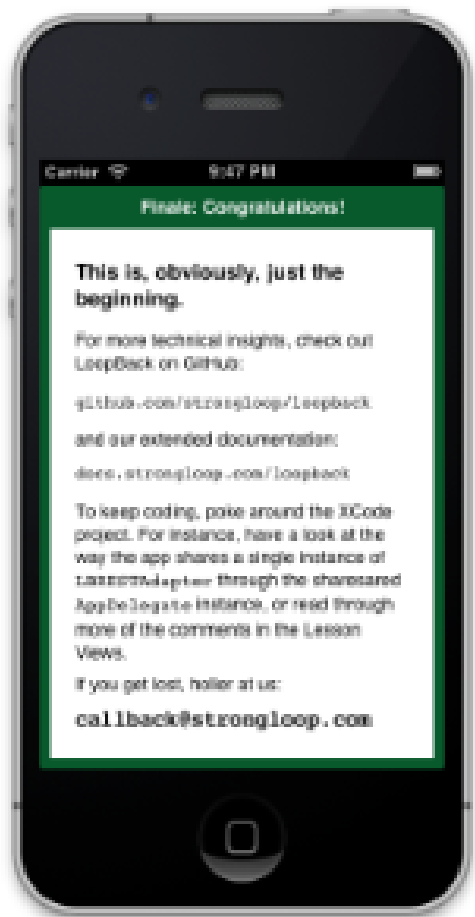 Carrier 9:47 PM
Finale: Congratulations!
This is, obviously, just the
beginning.
For more technical insights, check out
LoopBack on GitHub:
github.com/strongloop/loopback
and our extended documentation:
docs.strongloop.com/loopback
To keep coding, poke around the XCode
project. For instance, have a look at the
way the app shares a single instance of
LBRESTAdapter through the
AppDelegate instance, or read through
more of the comments in the Lesson
Views.
If you get lost, holler at us:
callback@strongloop.com